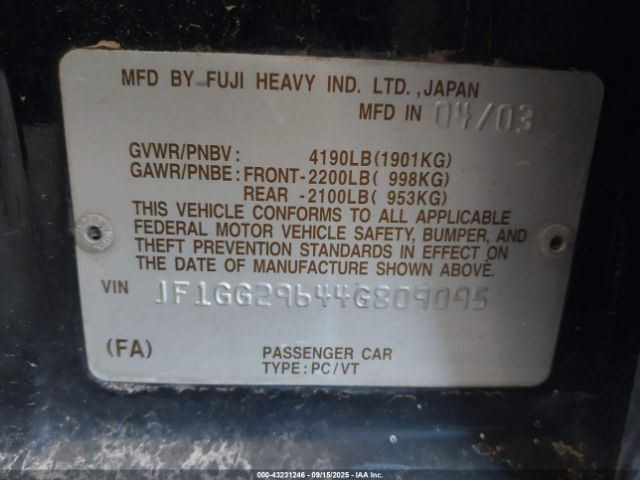 MFD BY FUJI HEAVY IND. LTD., JAPAN
MFD IN 04/03
GVWR/PNBV: 4190LB(1901KG)
GAWR/PNBE: FRONT-2200LB( 998KG)
REAR -2100LB( 953KG)
THIS VEHICLE CONFORMS TO ALL APPLICABLE
FEDERAL MOTOR VEHICLE SAFETY, BUMPER, AND
THEFT PREVENTION STANDARDS IN EFFECT ON
THE DATE OF MANUFACTURE SHOWN ABOVE.
VIN JF1GG29644G809095
(FA) PASSENGER CAR
TYPE: PC/VT
000-43231246 - 09/15/2025 - IAA Inc.